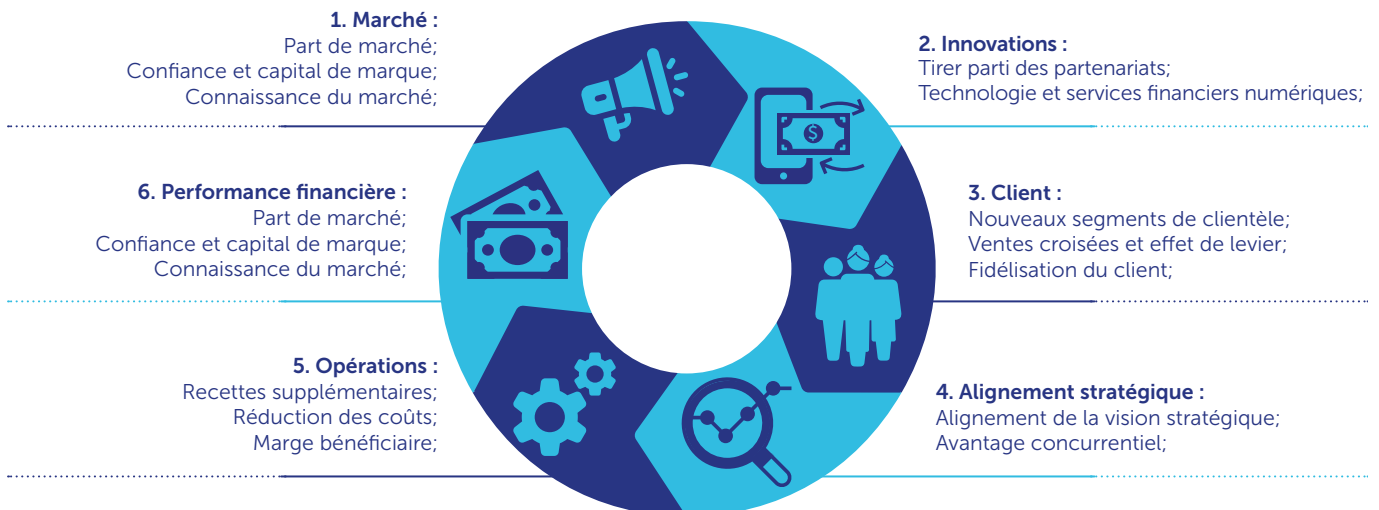 1. Marché :
Part de marché;
Confiance et capital de marque;
Connaissance du marché;
2. Innovations :
Tirer parti des partenariats;
Technologie et services financiers numériques;
3. Client :
Nouveaux segments de clientèle;
Ventes croisées et effet de levier;
Fidélisation du client;
4. Alignement stratégique :
Alignement de la vision stratégique;
Avantage concurrentiel;
5. Opérations :
Recettes supplémentaires;
Réduction des coûts;
Marge bénéficiaire;
6. Performance financière :
Part de marché;
Confiance et capital de marque;
Connaissance du marché;
$